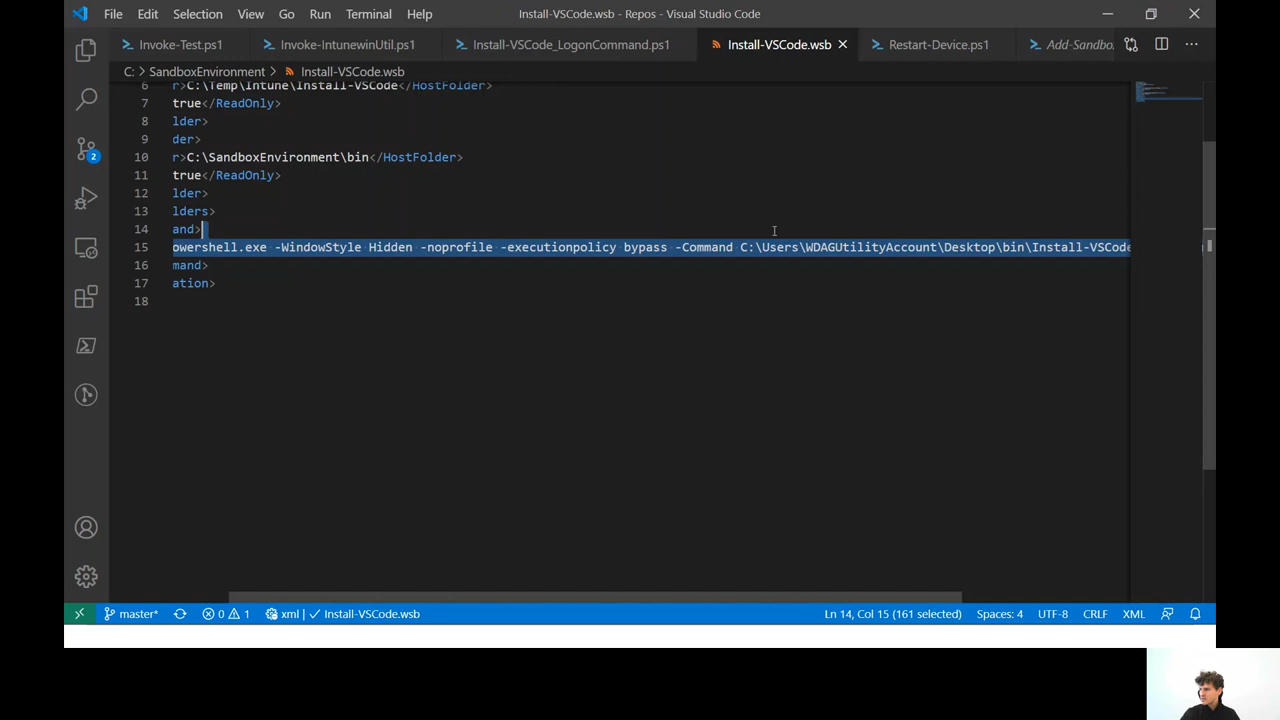 File Edit Selection View Go Run Terminal Help Install-VSCode.wsb - Repos - Visual Studio Code
Invoke-Test.ps1 Invoke-IntunewinUtil.ps1 Install-VSCode_LogonCommand.ps1 Install-VSCode.wsb Restart-Device.ps1 Add-Sandbo
C: > SandboxEnvironment > Install-VSCode.wsb
6 r>C:\Temp\Intune\Install-VSCode</HostFolder>
7 true</ReadOnly>
8 lder>
9 der>
10 r>C:\SandboxEnvironment\bin</HostFolder>
11 true</ReadOnly>
12 lder>
13 lders>
14 and>
15 owershell.exe -WindowStyle Hidden -noprofile -executionpolicy bypass -Command C:\Users\WDAGUtilityAccount\Desktop\bin\Install-VSCode
16 mand>
17 ation>
18
2
master* 0 1 xml | ✓ Install-VSCode.wsb Ln 14, Col 15 (161 selected) Spaces: 4 UTF-8 CRLF XML